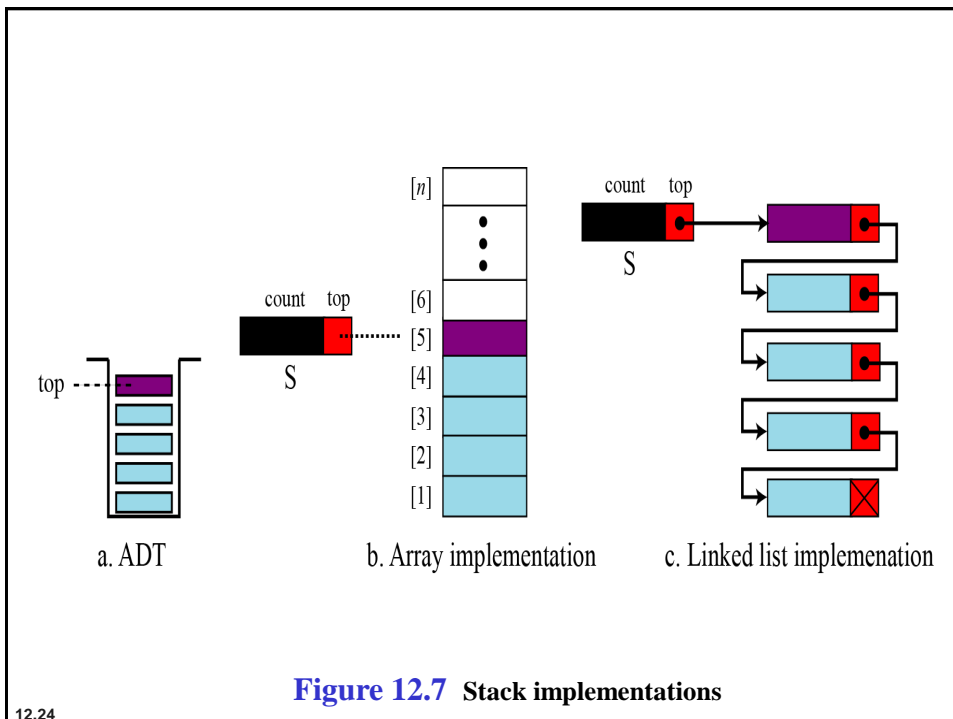 top
a. ADT
count top
S
[n]
[6]
[5]
[4]
[3]
[2]
[1]
b. Array implementation
count top
S
c. Linked list implemenation
Figure 12.7 Stack implementations
12.24